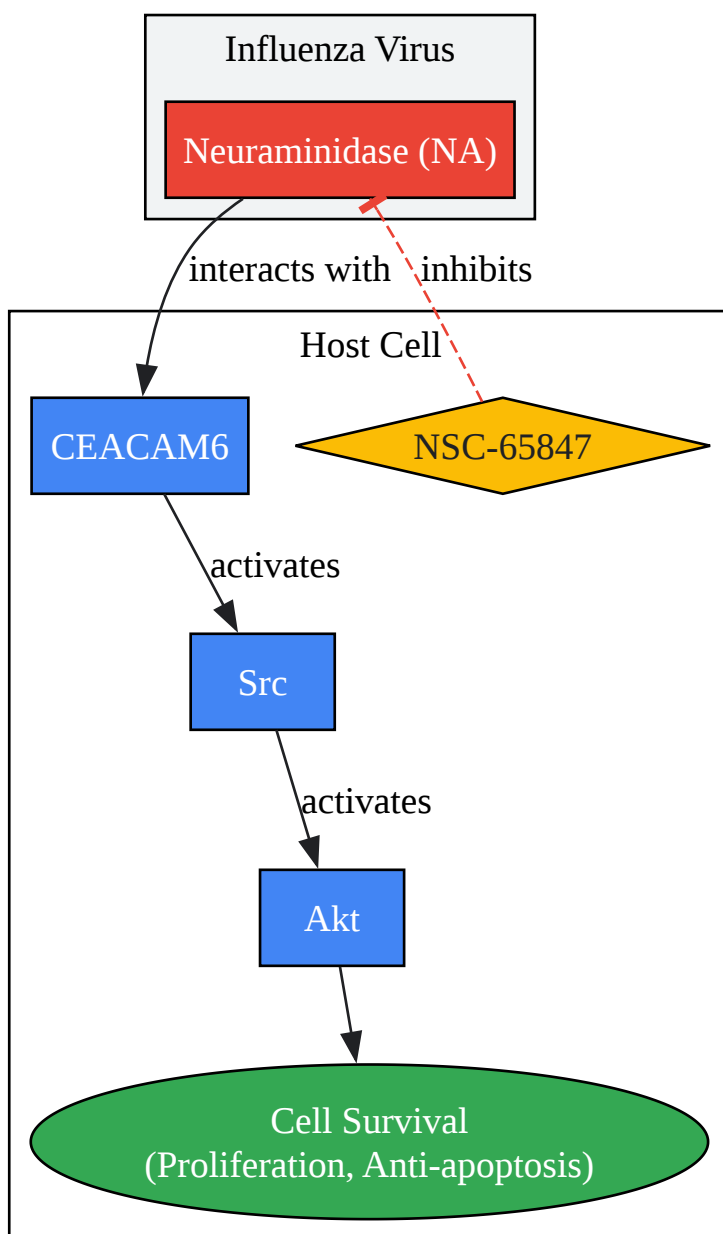 Influenza Virus
Neuraminidase (NA)
interacts with
inhibits
Host Cell
CEACAM6
NSC-65847
activates
Src
activates
Akt
Cell Survival
(Proliferation, Anti-apoptosis)